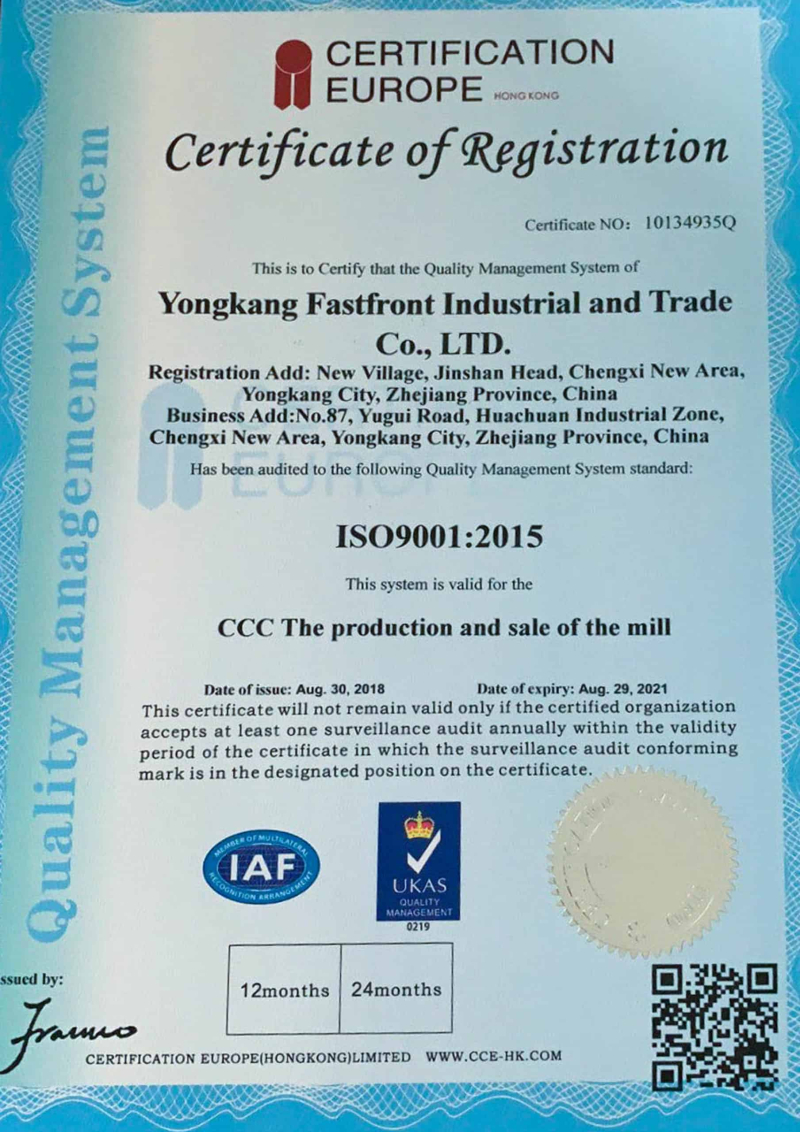 CERTIFICATION
EUROPE HONG KONG
Certificate of Registration
Certificate NO: 10134935Q
This is to Certify that the Quality Management System of
Yongkang Fastfront Industrial and Trade
Co., LTD.
Registration Add: New Village, Jinshan Head, Chengxi New Area,
Yongkang City, Zhejiang Province, China
Business Add:No.87, Yugui Road, Huachuan Industrial Zone,
Chengxi New Area, Yongkang City, Zhejiang Province, China
Has been audited to the following Quality Management System standard:
EUROPE
ISO9001:2015
This system is valid for the
CCC The production and sale of the mill
Date of issue: Aug. 30, 2018 Date of expiry: Aug. 29, 2021
This certificate will not remain valid only if the certified organization
accepts at least one surveillance audit annually within the validity
period of the certificate in which the surveillance audit conforming
mark is in the designated position on the certificate.
Quality Management System
MEMBER OF MULTILATERAL
IAF
RECOGNITION ARRANGEMENT
UKAS
QUALITY
MANAGEMENT
0219
12months 24months
ssued by:
CERTIFICATION EUROPE(HONGKONG)LIMITED WWW.CCE-HK.COM